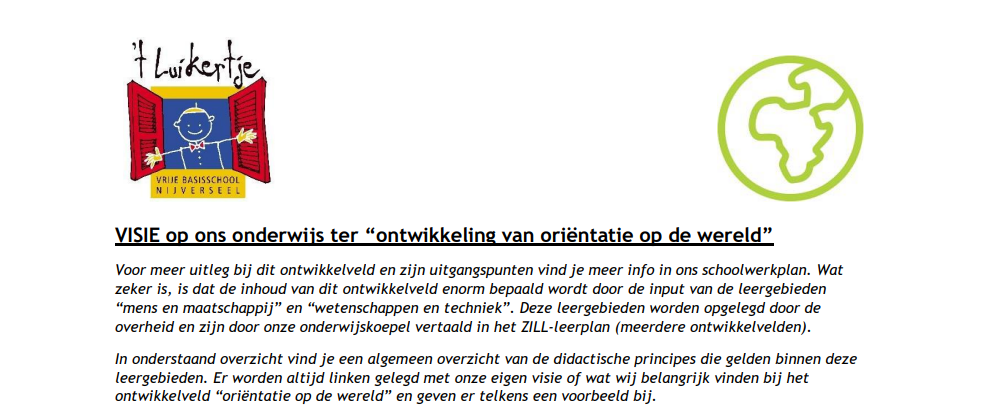 't Luikertje
VRIJE BASISSCHOOL
NIJVERSEEL
VISIE op ons onderwijs ter “ontwikkeling van oriëntatie op de wereld”
Voor meer uitleg bij dit ontwikkelveld en zijn uitgangspunten vind je meer info in ons schoolwerkplan. Wat
zeker is, is dat de inhoud van dit ontwikkelveld enorm bepaald wordt door de input van de leergebieden
“mens en maatschappij” en “wetenschappen en techniek”. Deze leergebieden worden opgelegd door de
overheid en zijn door onze onderwijskoepel vertaald in het ZILL-leerplan (meerdere ontwikkelvelden).
In onderstaand overzicht vind je een algemeen overzicht van de didactische principes die gelden binnen deze
leergebieden. Er worden altijd linken gelegd met onze eigen visie of wat wij belangrijk vinden bij het
ontwikkelveld “oriëntatie op de wereld” en geven er telkens een voorbeeld bij.